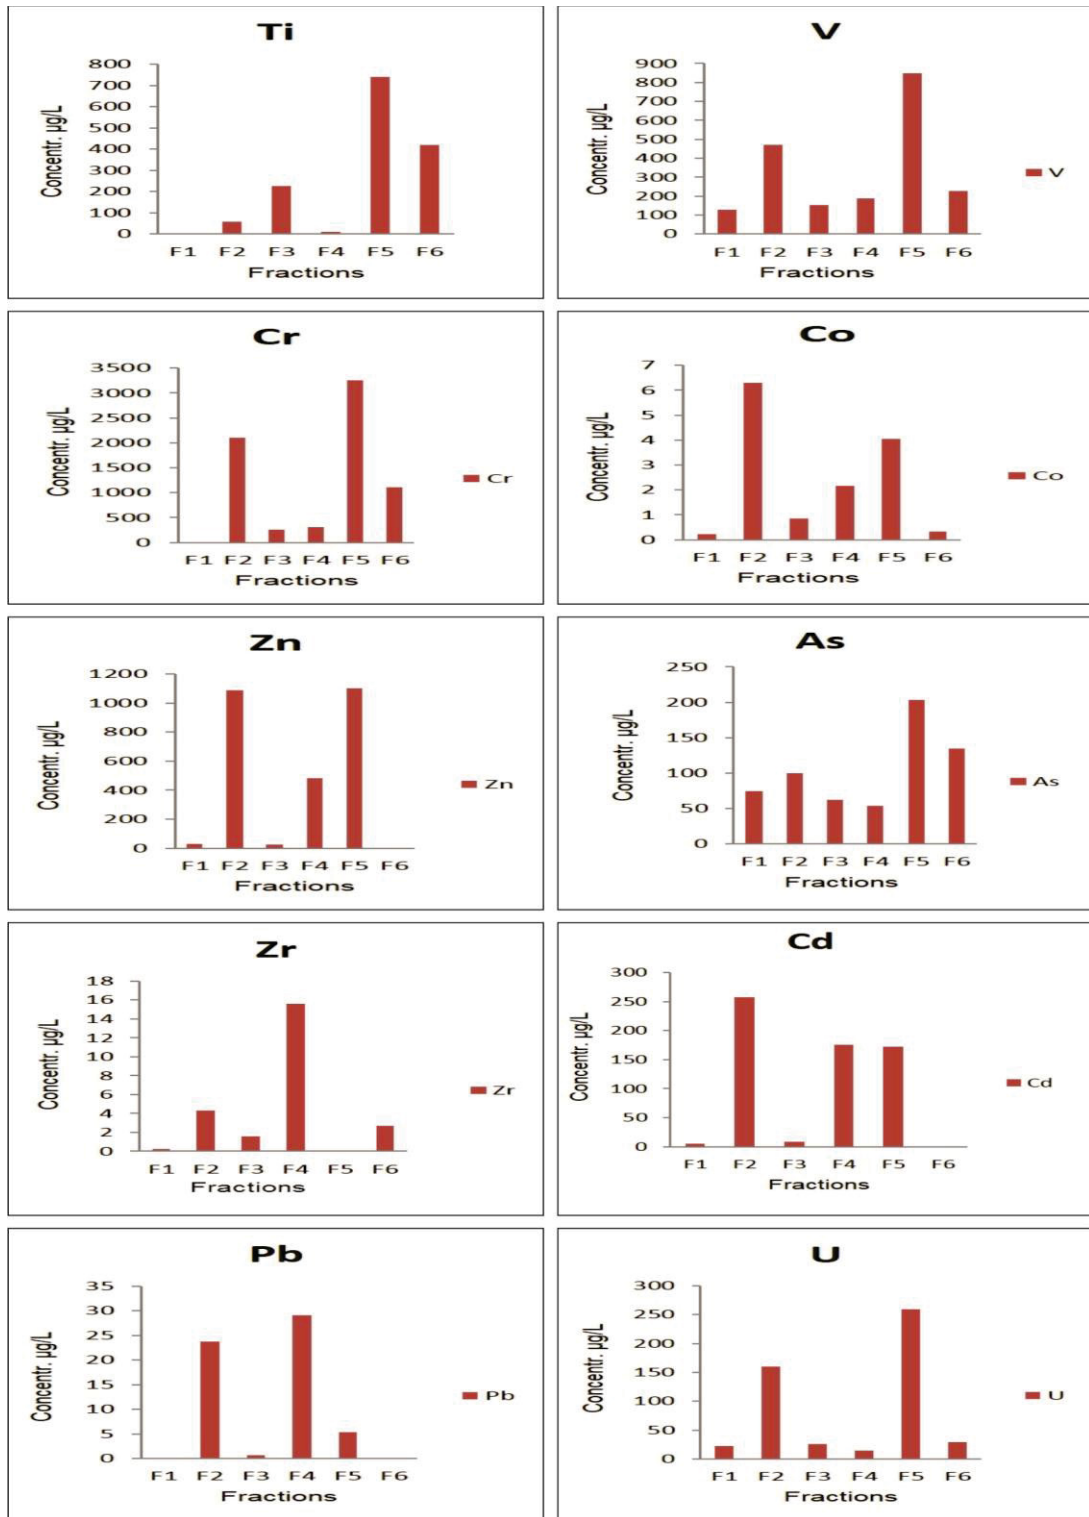 Ti
Concentr. µg/L
800
700
600
500
400
300
200
100
0
F1 F2 F3 F4 F5 F6
Fractions
V
Concentr. µg/L
900
800
700
600
500
400
300
200
100
0
F1 F2 F3 F4 F5 F6
Fractions
V
Cr
Concentr. µg/L
3500
3000
2500
2000
1500
1000
500
0
F1 F2 F3 F4 F5 F6
Fractions
Cr
Co
Concentr. µg/L
7
6
5
4
3
2
1
0
F1 F2 F3 F4 F5 F6
Fractions
Co
Zn
Concentr. µg/L
1200
1000
800
600
400
200
0
F1 F2 F3 F4 F5 F6
Fractions
Zn
As
Concentr. µg/L
250
200
150
100
50
0
F1 F2 F3 F4 F5 F6
Fractions
As
Zr
Concentr. µg/L
18
16
14
12
10
8
6
4
2
0
F1 F2 F3 F4 F5 F6
Fractions
Zr
Cd
Concentr. µg/L
300
250
200
150
100
50
0
F1 F2 F3 F4 F5 F6
Fractions
Cd
Pb
Concentr. µg/L
35
30
25
20
15
10
5
0
F1 F2 F3 F4 F5 F6
Fractions
Pb
U
Concentr. µg/L
300
250
200
150
100
50
0
F1 F2 F3 F4 F5 F6
Fractions
U